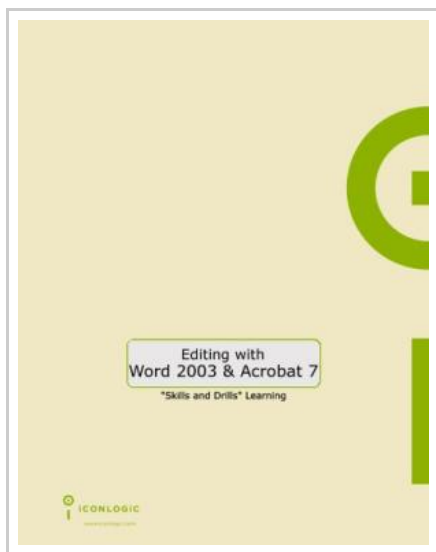 Editing with
Word 2003 & Acrobat 7
"Skills and Drills" Learning
ICONLOGIC